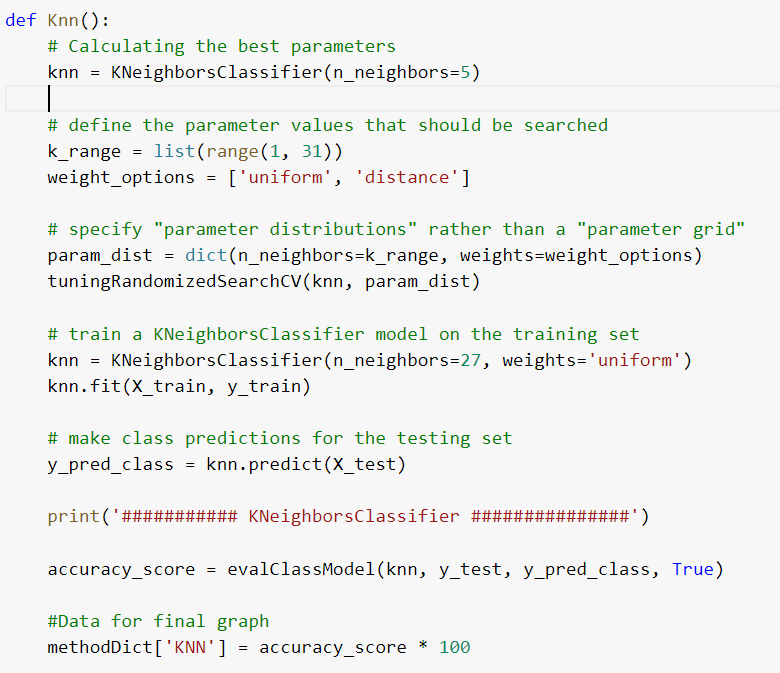 def Knn():
    # Calculating the best parameters
    knn = KNeighborsClassifier(n_neighbors=5)
    # define the parameter values that should be searched
    k_range = list(range(1, 31))
    weight_options = ['uniform', 'distance']
    # specify "parameter distributions" rather than a "parameter grid"
    param_dist = dict(n_neighbors=k_range, weights=weight_options)
    tuningRandomizedSearchCV(knn, param_dist)
    # train a KNeighborsClassifier model on the training set
    knn = KNeighborsClassifier(n_neighbors=27, weights='uniform')
    knn.fit(X_train, y_train)
    # make class predictions for the testing set
    y_pred_class = knn.predict(X_test)
    print('########### KNeighborsClassifier ###############')
    accuracy_score = evalClassModel(knn, y_test, y_pred_class, True)
    #Data for final graph
    methodDict['KNN'] = accuracy_score * 100